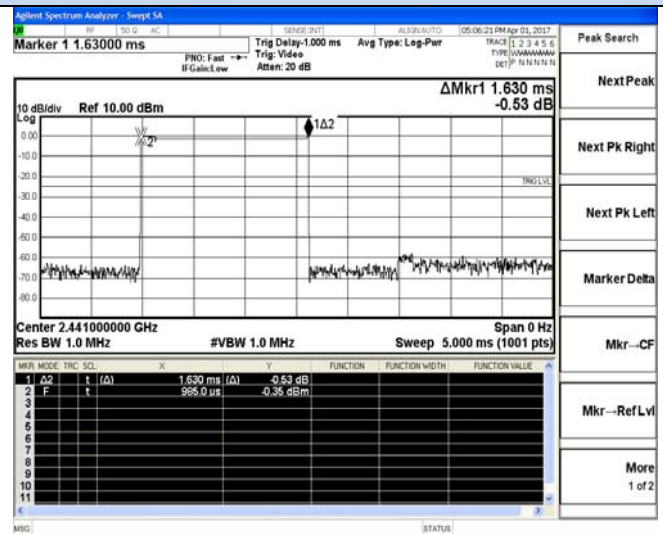 Agilent Spectrum Analyzer - Swept SA
RF 50 Ω AC SENSE:INT ALIGNAUTO 05:06:21 PM Apr 01, 2017
Marker 1 1.63000 ms
PNO: Fast
IFGain:Low
Trig Delay-1.000 ms
Trig: Video
Atten: 20 dB
Avg Type: Log-Pwr
TRACE 1 2 3 4 5 6
TYPE
DET P N N N N N
Peak Search
ΔMkr1 1.630 ms
-0.53 dB
10 dB/div Ref 10.00 dBm
Log
0.00
-10.0
-20.0
-30.0
-40.0
-50.0
-60.0
-70.0
-80.0
1Δ2
2
TRIG LVL
Center 2.441000000 GHz
Span 0 Hz
Res BW 1.0 MHz #VBW 1.0 MHz Sweep 5.000 ms (1001 pts)
MKR MODE TRC SCL X Y FUNCTION FUNCTION WIDTH FUNCTION VALUE
1 Δ2 t (Δ) 1.630 ms (Δ) -0.53 dB
2 F t 985.0 us -0.35 dBm
3
4
5
6
7
8
9
10
11
MSG STATUS
Next Peak
Next Pk Right
Next Pk Left
Marker Delta
Mkr→CF
Mkr→Ref Lvl
More
1 of 2